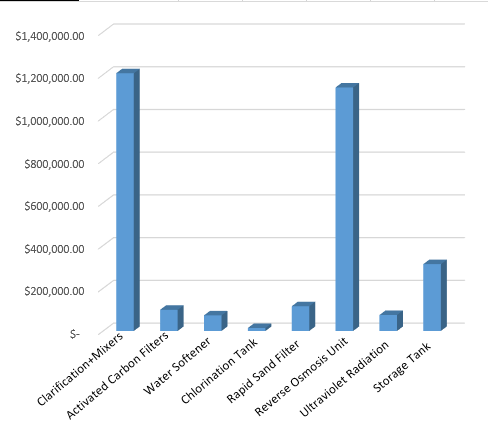 $1,400,000.00
$1,200,000.00
$1,000,000.00
$800,000.00
$600,000.00
$400,000.00
$200,000.00
$-
Clarification+Mixers
Activated Carbon Filters
Water Softener
Chlorination Tank
Rapid Sand Filter
Reverse Osmosis Unit
Ultraviolet Radiation
Storage Tank